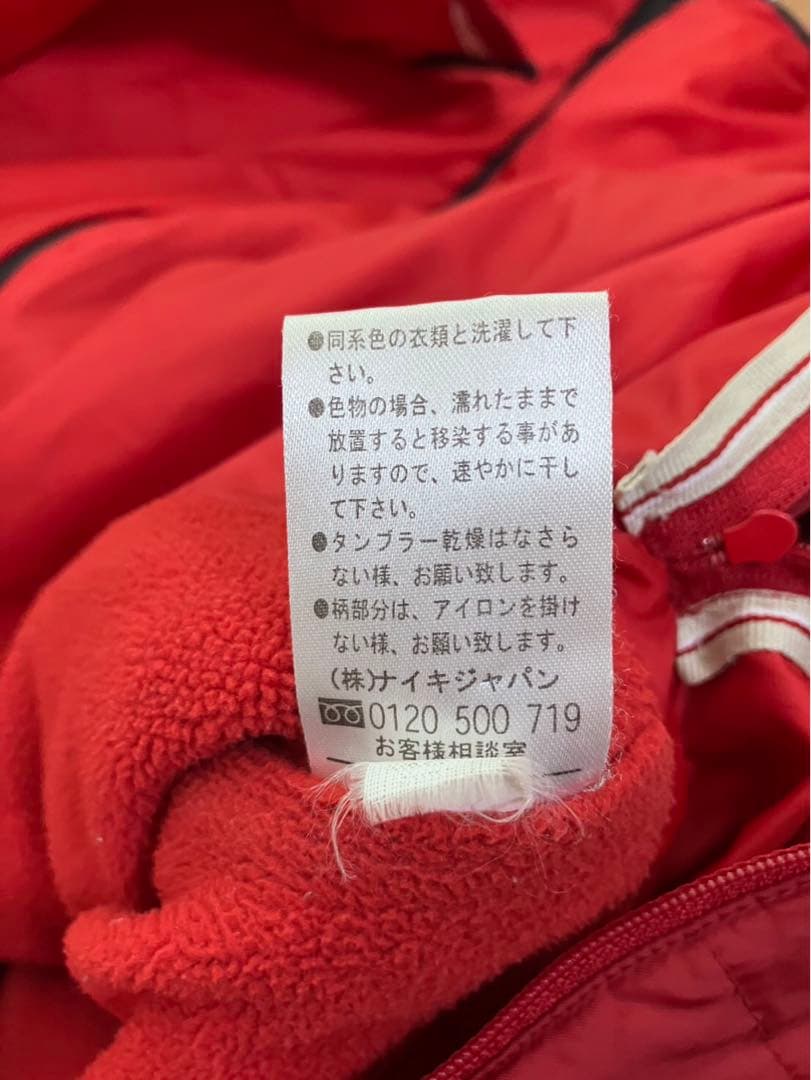 ●同系色の衣類と洗濯して下
さい。
●色物の場合、濡れたままで
放置すると移染する事があ
りますので、速やかに干し
て下さい。
●タンブラー乾燥はなさら
ない様、お願い致します。
●柄部分は、アイロンを掛け
ない様、お願い致します。
(株)ナイキジャパン
0120 500 719
お客様相談室